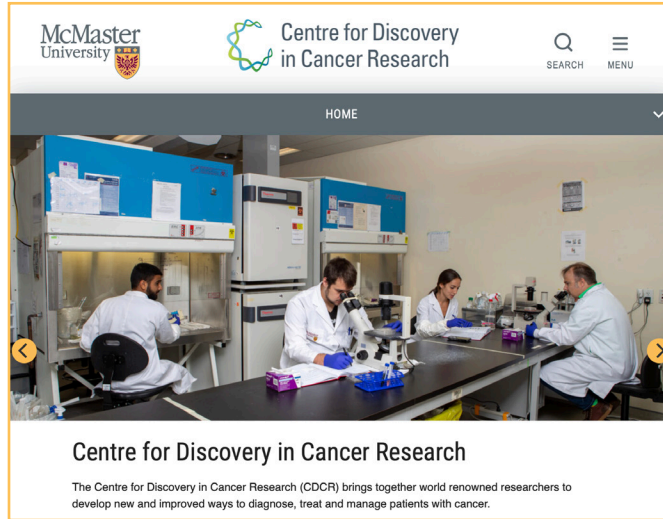 McMaster
University
Centre for Discovery
in Cancer Research
SEARCH
MENU
HOME
Centre for Discovery in Cancer Research
The Centre for Discovery in Cancer Research (CDCR) brings together world renowned researchers to
develop new and improved ways to diagnose, treat and manage patients with cancer.